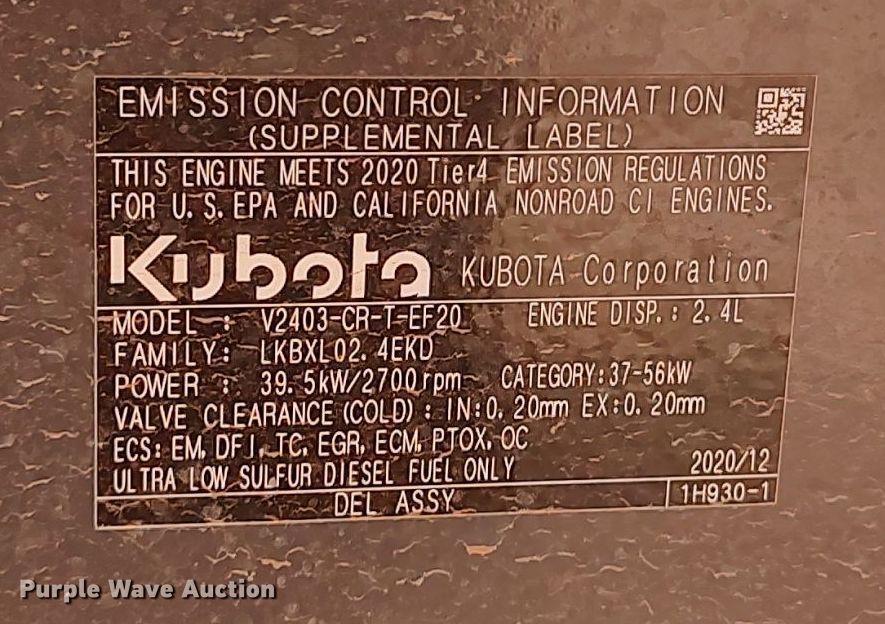 EMISSION CONTROL INFORMATION
(SUPPLEMENTAL LABEL)
THIS ENGINE MEETS 2020 Tier4 EMISSION REGULATIONS
FOR U.S. EPA AND CALIFORNIA NONROAD CI ENGINES.
Kubota KUBOTA Corporation
MODEL : V2403-CR-T-EF20 ENGINE DISP.: 2.4L
FAMILY: LKBXL02.4EKD
POWER : 39.5kW/2700rpm CATEGORY:37-56kW
VALVE CLEARANCE (COLD) : IN:0.20mm EX:0.20mm
ECS: EM, DFI, TC, EGR, ECM, PTOX, OC
ULTRA LOW SULFUR DIESEL FUEL ONLY 2020/12
DEL ASSY 1H930-1
Purple Wave Auction